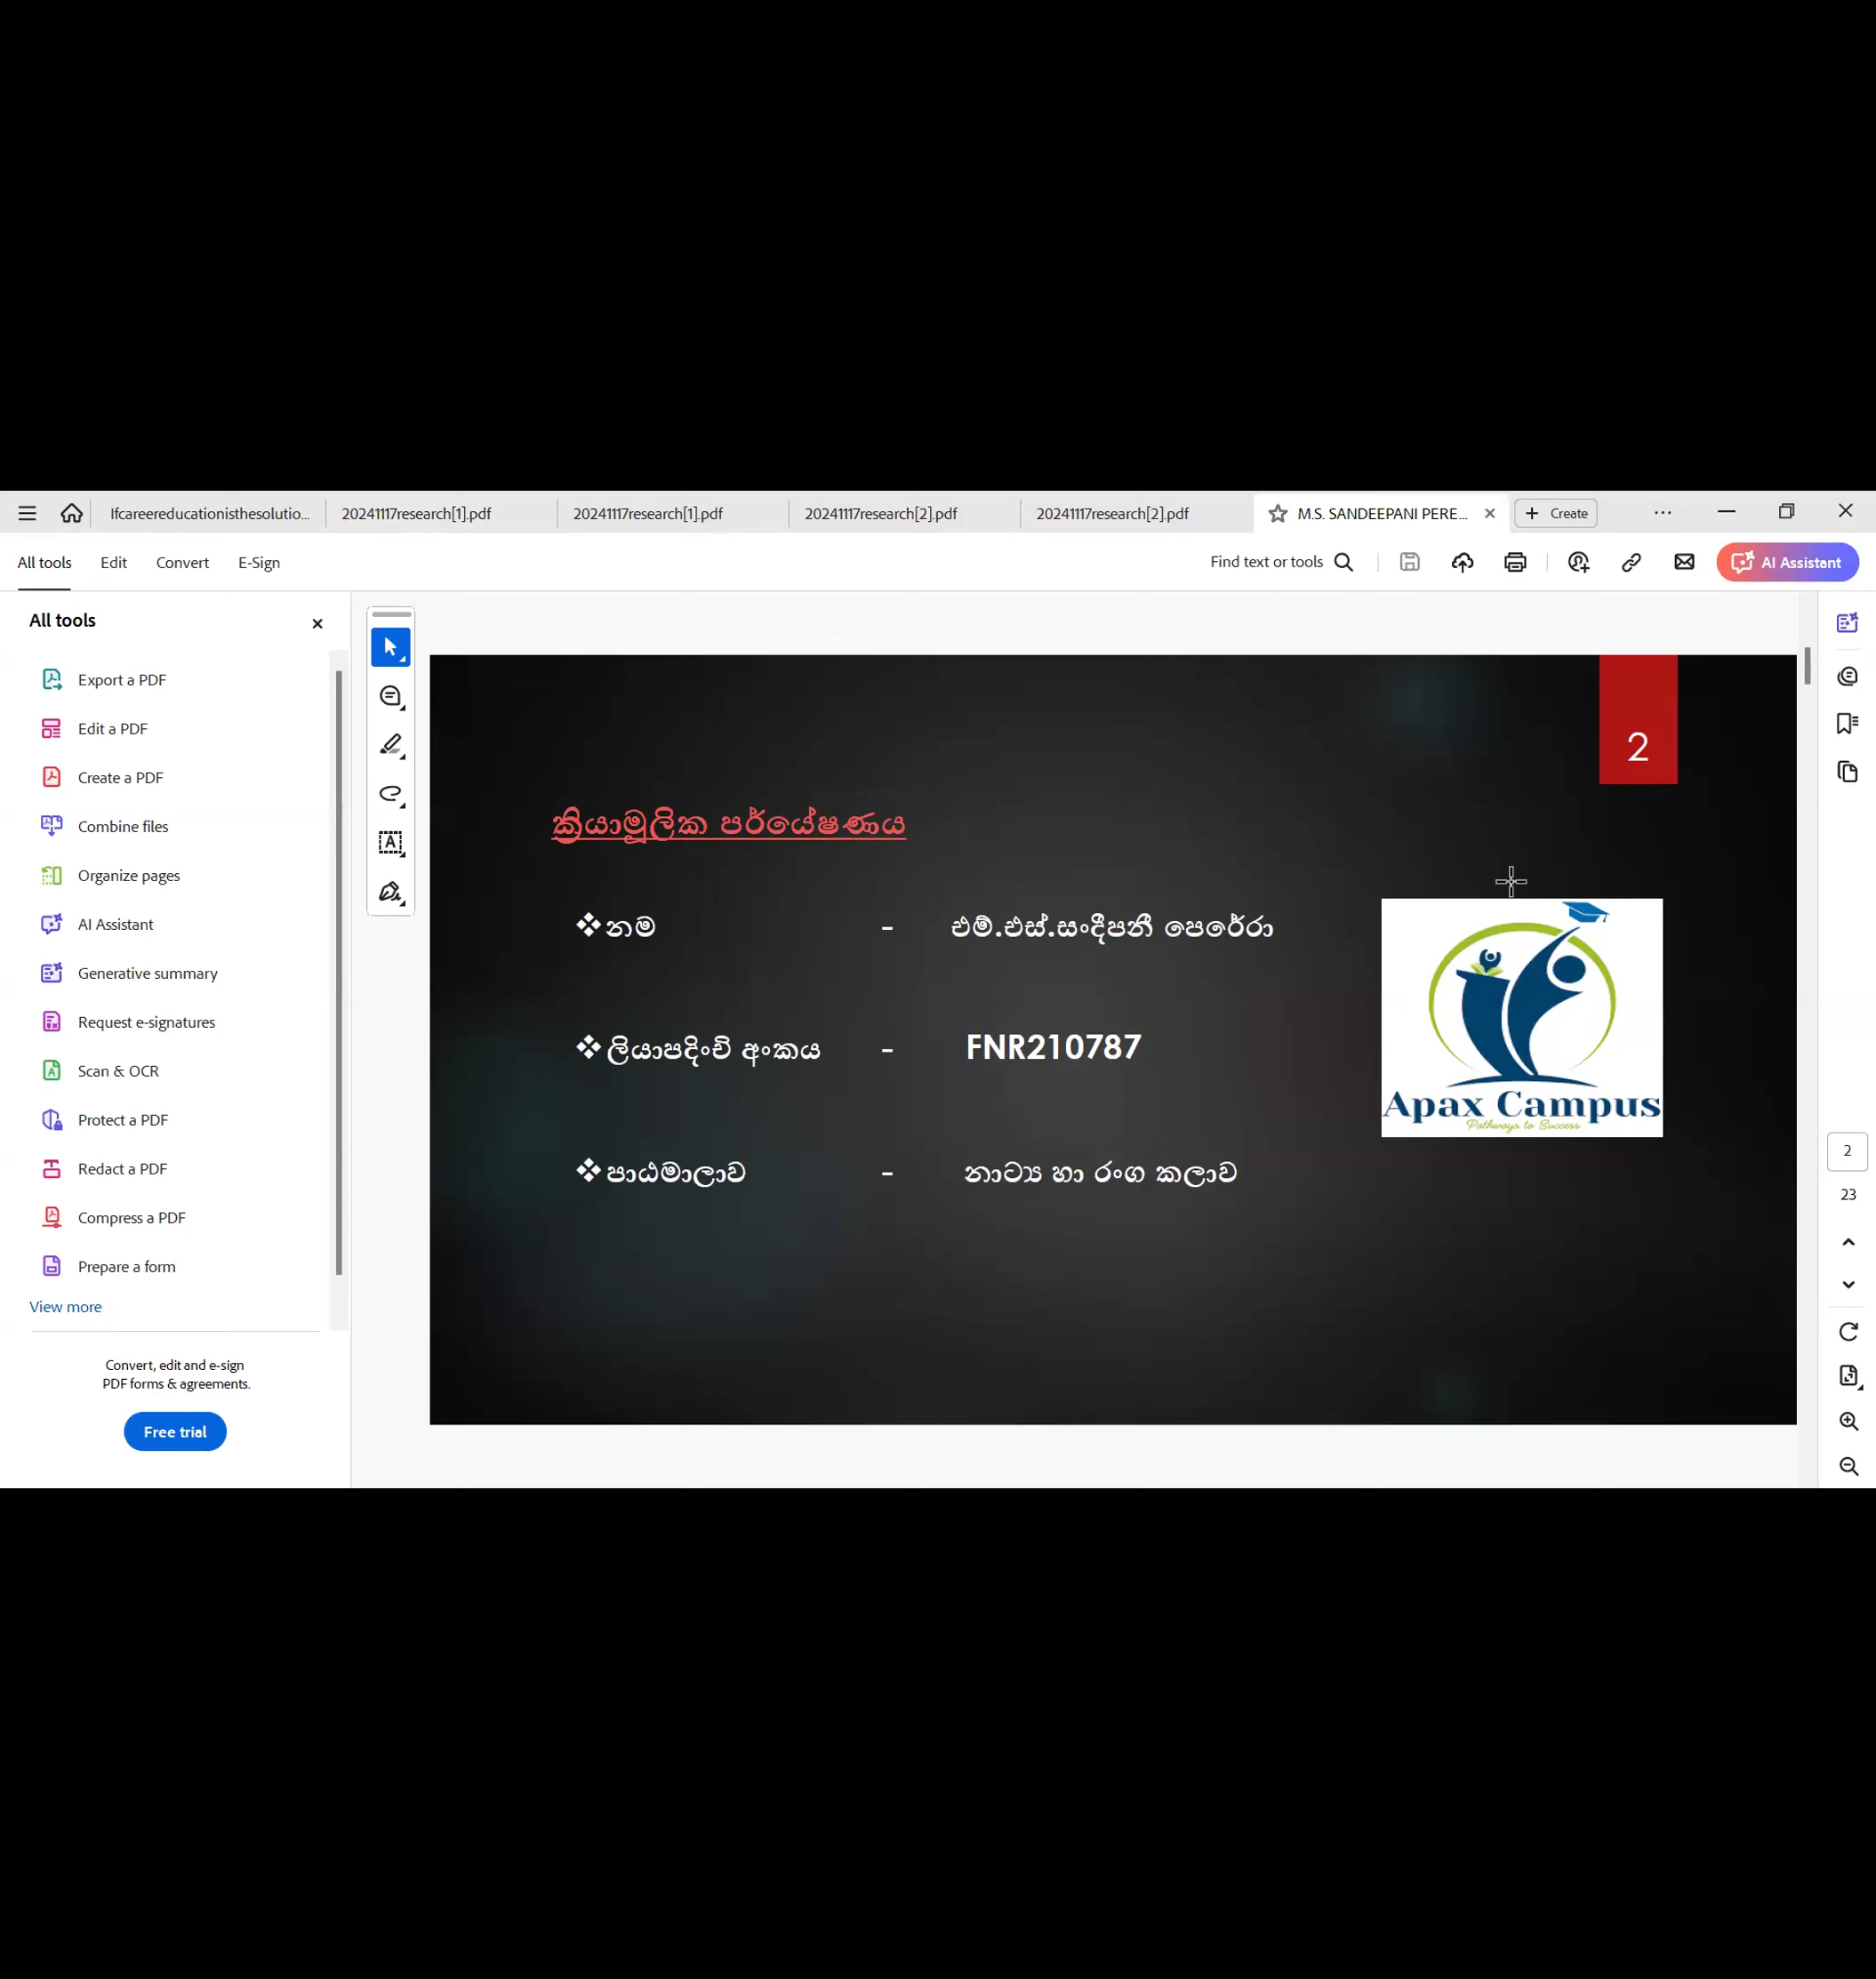 Ifcareereducationisthesolutio...
20241117research[1].pdf
20241117research[1].pdf
20241117research[2].pdf
20241117research[2].pdf
M.S. SANDEEPANI PERE...
Create
All tools
Edit
Convert
E-Sign
Find text or tools
AI Assistant
All tools
Export a PDF
Edit a PDF
Create a PDF
Combine files
Organize pages
AI Assistant
Generative summary
Request e-signatures
Scan & OCR
Protect a PDF
Redact a PDF
Compress a PDF
Prepare a form
View more
Convert, edit and e-sign
PDF forms & agreements.
Free trial
2
ක්‍රියාමූලික පර්යේෂණය
❖නම - එම්.එස්.සංදීපනී පෙරේරා
❖ලියාපදිංචි අංකය - FNR210787
❖පාඨමාලාව - නාට්‍ය හා රංග කලාව
Apax Campus
Pathways to Success
2
23